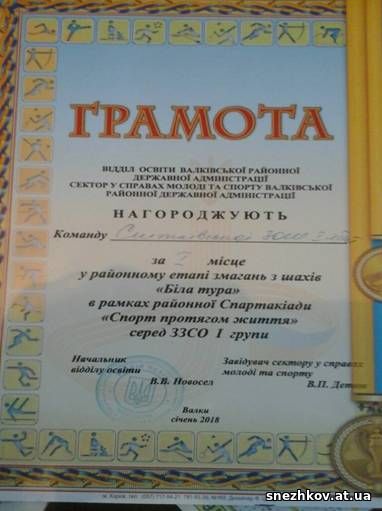 ГРАМОТА
ВІДДІЛ ОСВІТИ ВАЛКІВСЬКОЇ РАЙОННОЇ
ДЕРЖАВНОЇ АДМІНІСТРАЦІЇ
СЕКТОР У СПРАВАХ МОЛОДІ ТА СПОРТУ ВАЛКІВСЬКОЇ
РАЙОННОЇ ДЕРЖАВНОЇ АДМІНІСТРАЦІЇ
НАГОРОДЖУЮТЬ
Команду
за I місце
у районному етапі змагань з шахів
«Біла тура»
в рамках районної Спартакіади
«Спорт протягом життя»
серед ЗЗСО І групи
Начальник
відділу освіти
В.В. Новосел
Завідувач сектору у справах
молоді та спорту
В.П.
Валки
січень 2018
snezhkov.at.ua